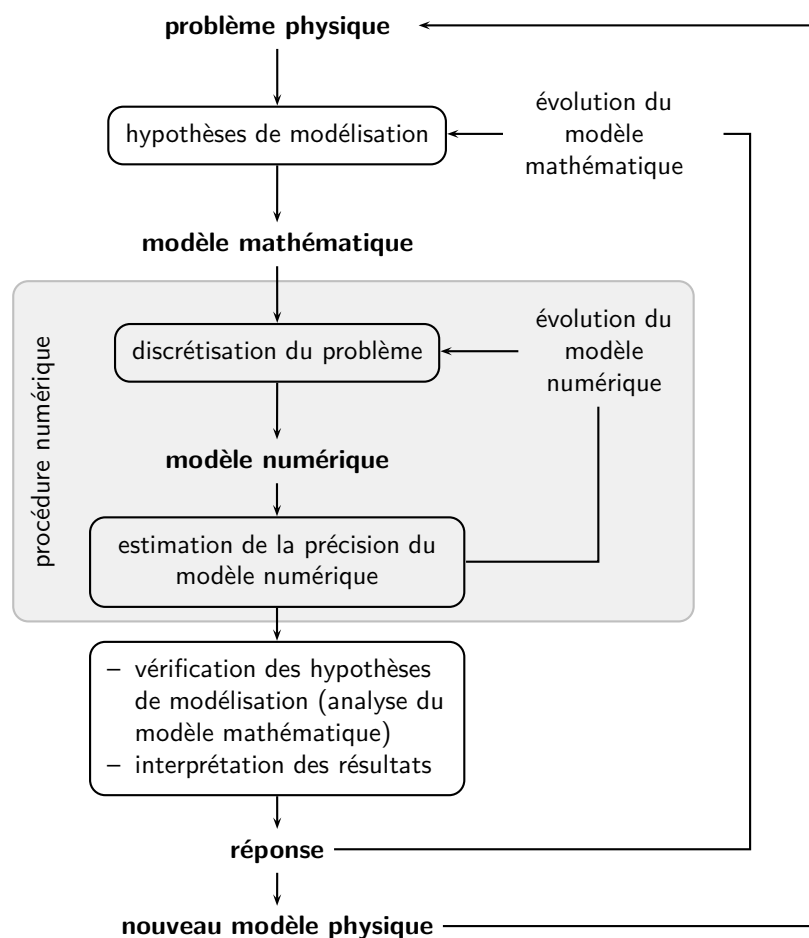 problème physique
hypothèses de modélisation
évolution du
modèle
mathématique
modèle mathématique
procédure numérique
discrétisation du problème
évolution du
modèle
numérique
modèle numérique
estimation de la précision du
modèle numérique
– vérification des hypothèses
de modélisation (analyse du
modèle mathématique)
– interprétation des résultats
réponse
nouveau modèle physique